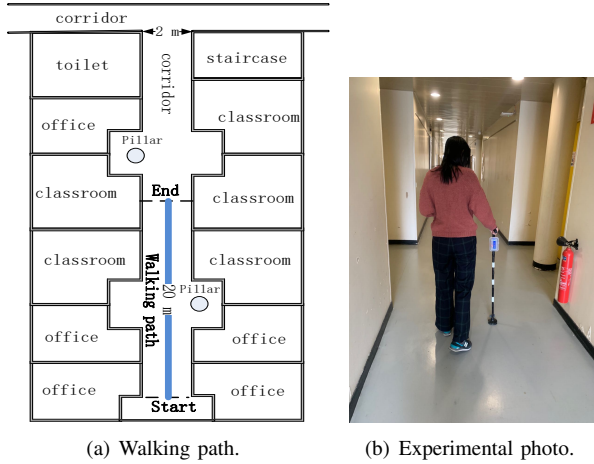 corridor
2 m
toilet
corridor
staircase
office
classroom
Pillar
classroom
End
classroom
classroom
Walking path
20 m
classroom
Pillar
office
office
office
Start
office
(a) Walking path.
(b) Experimental photo.